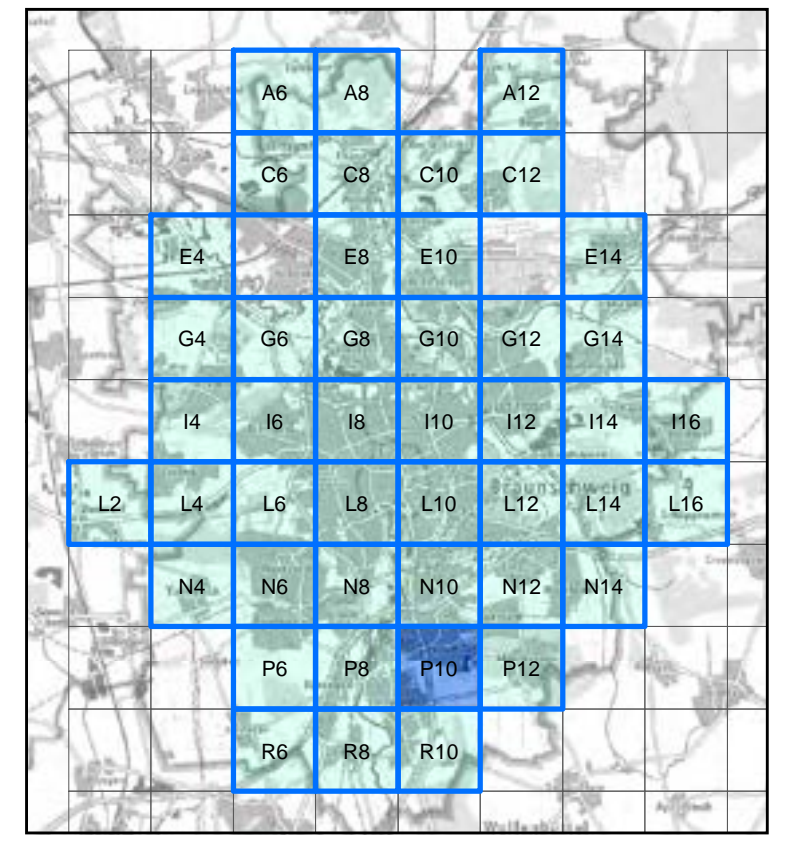 A6 A8 A12
C6 C8 C10 C12
E4 E8 E10 E14
G4 G6 G8 G10 G12 G14
I4 I6 I8 I10 I12 I14 I16
Braunschweig
L2 L4 L6 L8 L10 L12 L14 L16
N4 N6 N8 N10 N12 N14
P6 P8 P10 P12
R6 R8 R10
Wolfenbüttel